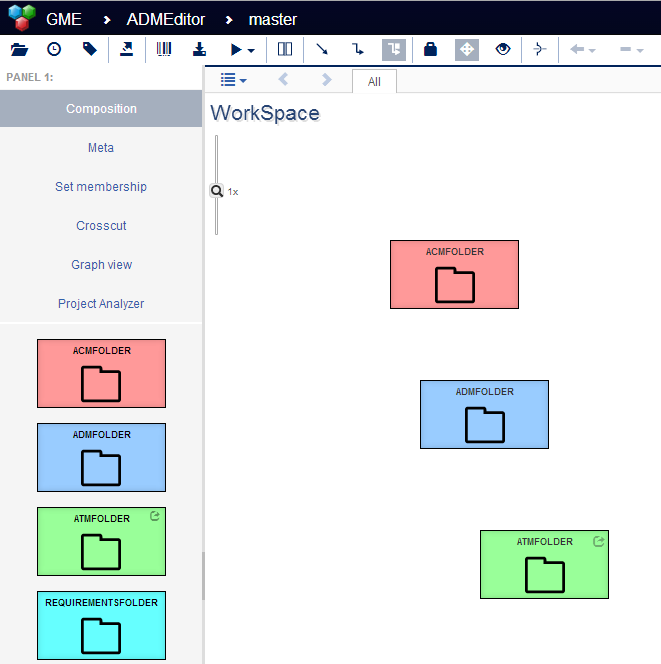 GME > ADMEditor > master
PANEL 1:
All
Composition
Meta
Set membership
Crosscut
Graph view
Project Analyzer
WorkSpace
1x
ACMFOLDER
ADMFOLDER
ATMFOLDER
REQUIREMENTSFOLDER
ACMFOLDER
ADMFOLDER
ATMFOLDER